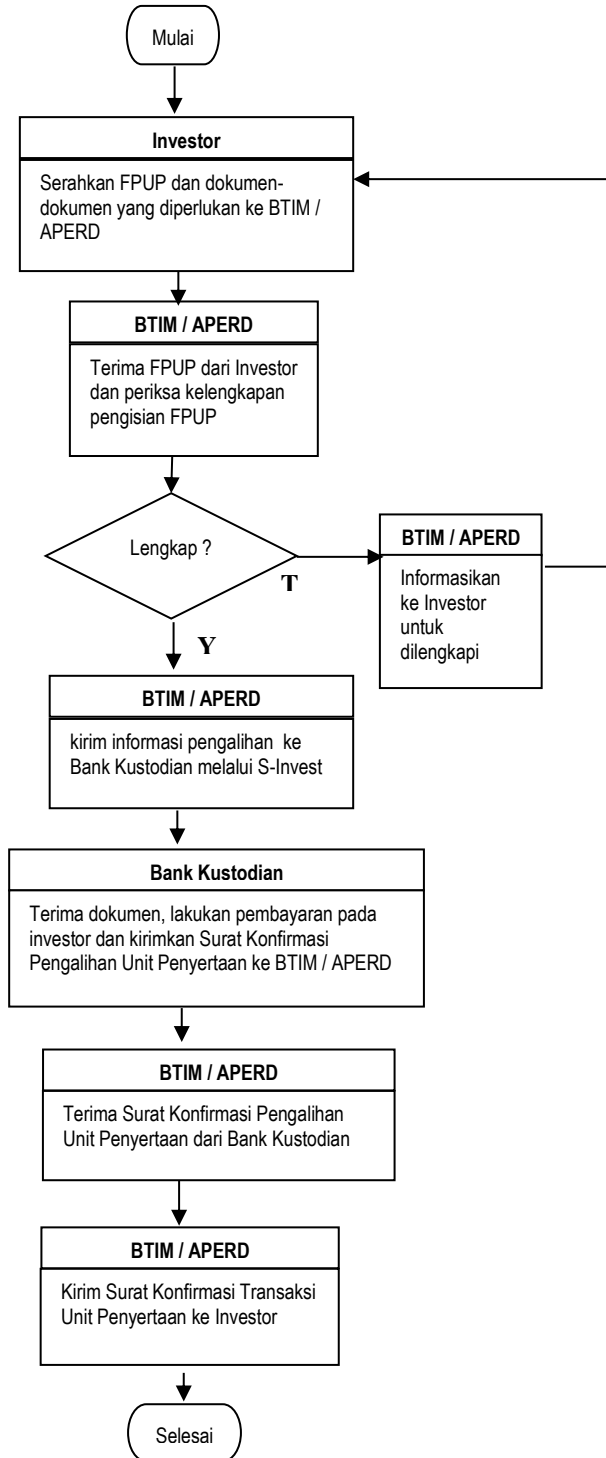 Mulai
Investor
Serahkan FPUP dan dokumen-
dokumen yang diperlukan ke BTIM /
APERD
BTIM / APERD
Terima FPUP dari Investor
dan periksa kelengkapan
pengisian FPUP
Lengkap ?
T
BTIM / APERD
Informasikan
ke Investor
untuk
dilengkapi
Y
BTIM / APERD
kirim informasi pengalihan ke
Bank Kustodian melalui S-Invest
Bank Kustodian
Terima dokumen, lakukan pembayaran pada
investor dan kirimkan Surat Konfirmasi
Pengalihan Unit Penyertaan ke BTIM / APERD
BTIM / APERD
Terima Surat Konfirmasi Pengalihan
Unit Penyertaan dari Bank Kustodian
BTIM / APERD
Kirim Surat Konfirmasi Transaksi
Unit Penyertaan ke Investor
Selesai